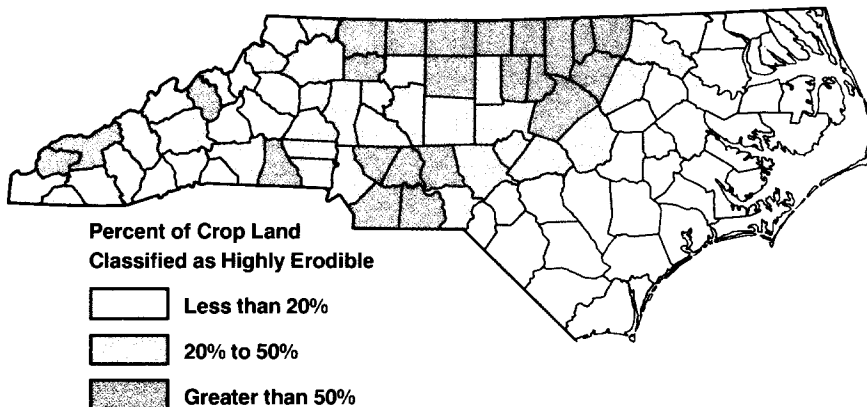 Percent of Crop Land
Classified as Highly Erodible
Less than 20%
20% to 50%
Greater than 50%